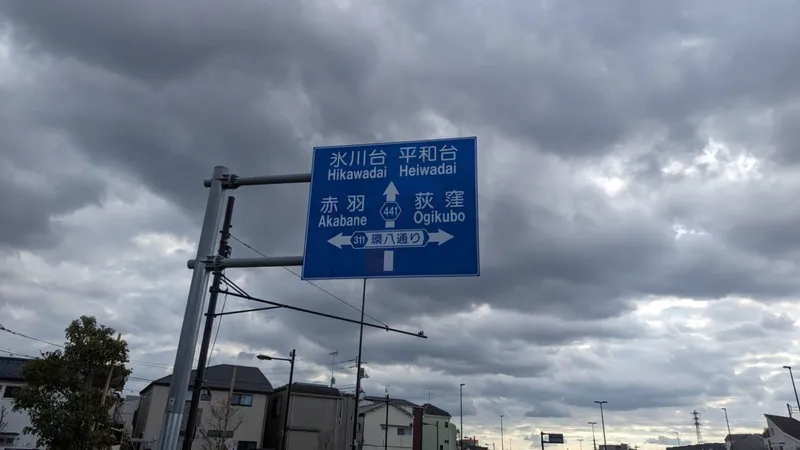 氷川台 平和台
Hikawadai Heiwadai
赤羽 荻窪
Akabane Ogikubo
441
311 環八通り